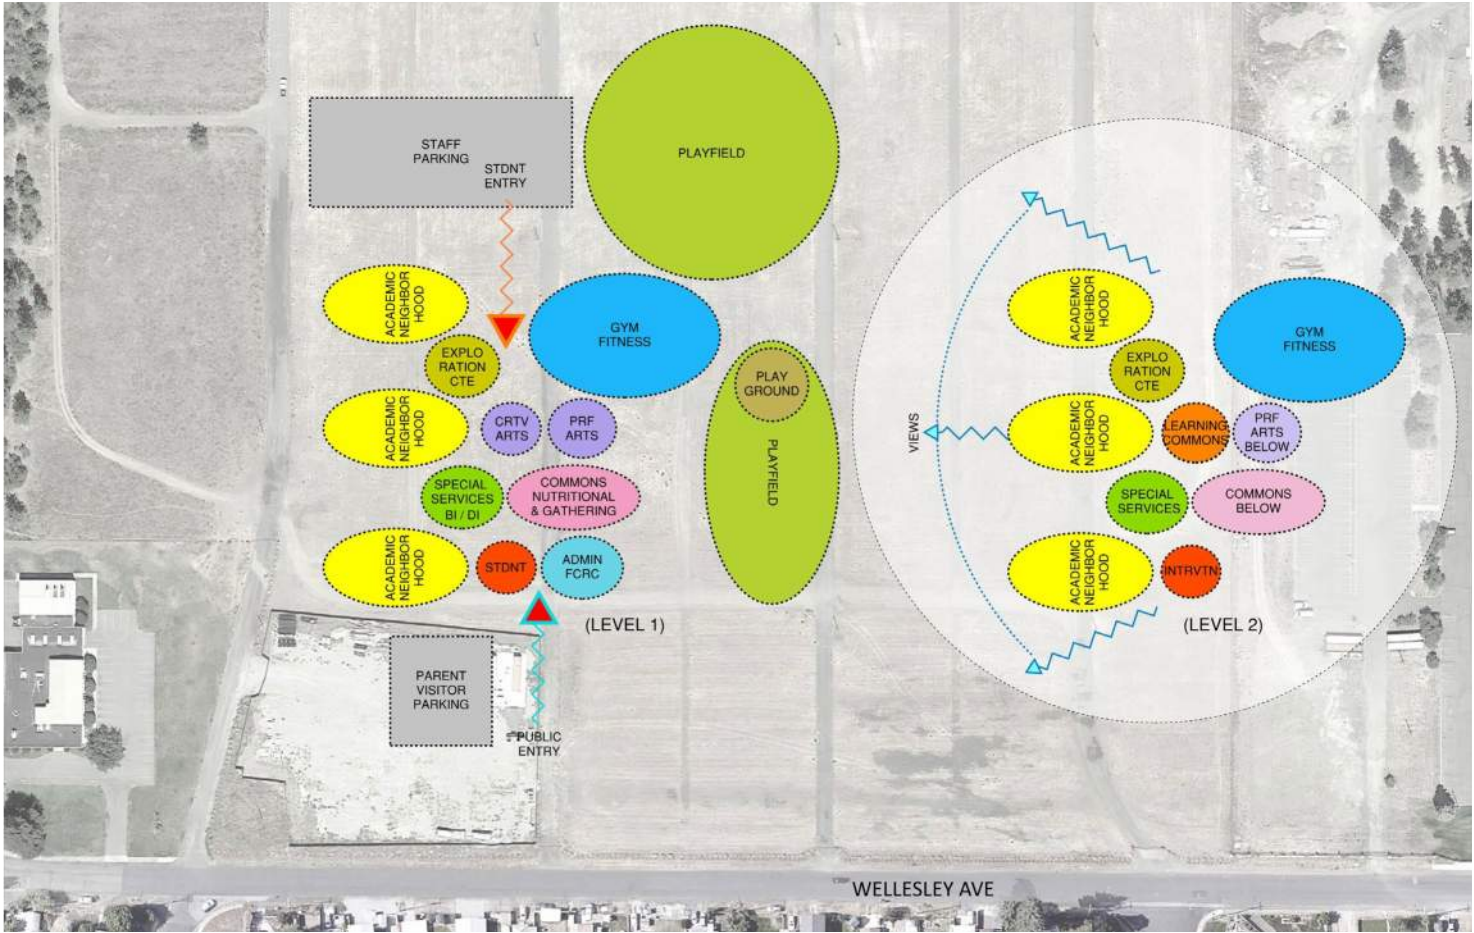 STAFF
PARKING
STDNT
ENTRY
PLAYFIELD
ACADEMIC
NEIGHBOR
HOOD
EXPLO
RATION
CTE
GYM
FITNESS
PLAY
GROUND
PLAYFIELD
ACADEMIC
NEIGHBOR
HOOD
CRTV
ARTS
PRF
ARTS
SPECIAL
SERVICES
BI / DI
COMMONS
NUTRITIONAL
& GATHERING
ACADEMIC
NEIGHBOR
HOOD
STDNT
ADMIN
FCRC
(LEVEL 1)
PARENT
VISITOR
PARKING
PUBLIC
ENTRY
VIEWS
ACADEMIC
NEIGHBOR
HOOD
EXPLO
RATION
CTE
GYM
FITNESS
ACADEMIC
NEIGHBOR
HOOD
LEARNING
COMMONS
PRF
ARTS
BELOW
SPECIAL
SERVICES
COMMONS
BELOW
ACADEMIC
NEIGHBOR
HOOD
INTRVTN
(LEVEL 2)
WELLESLEY AVE